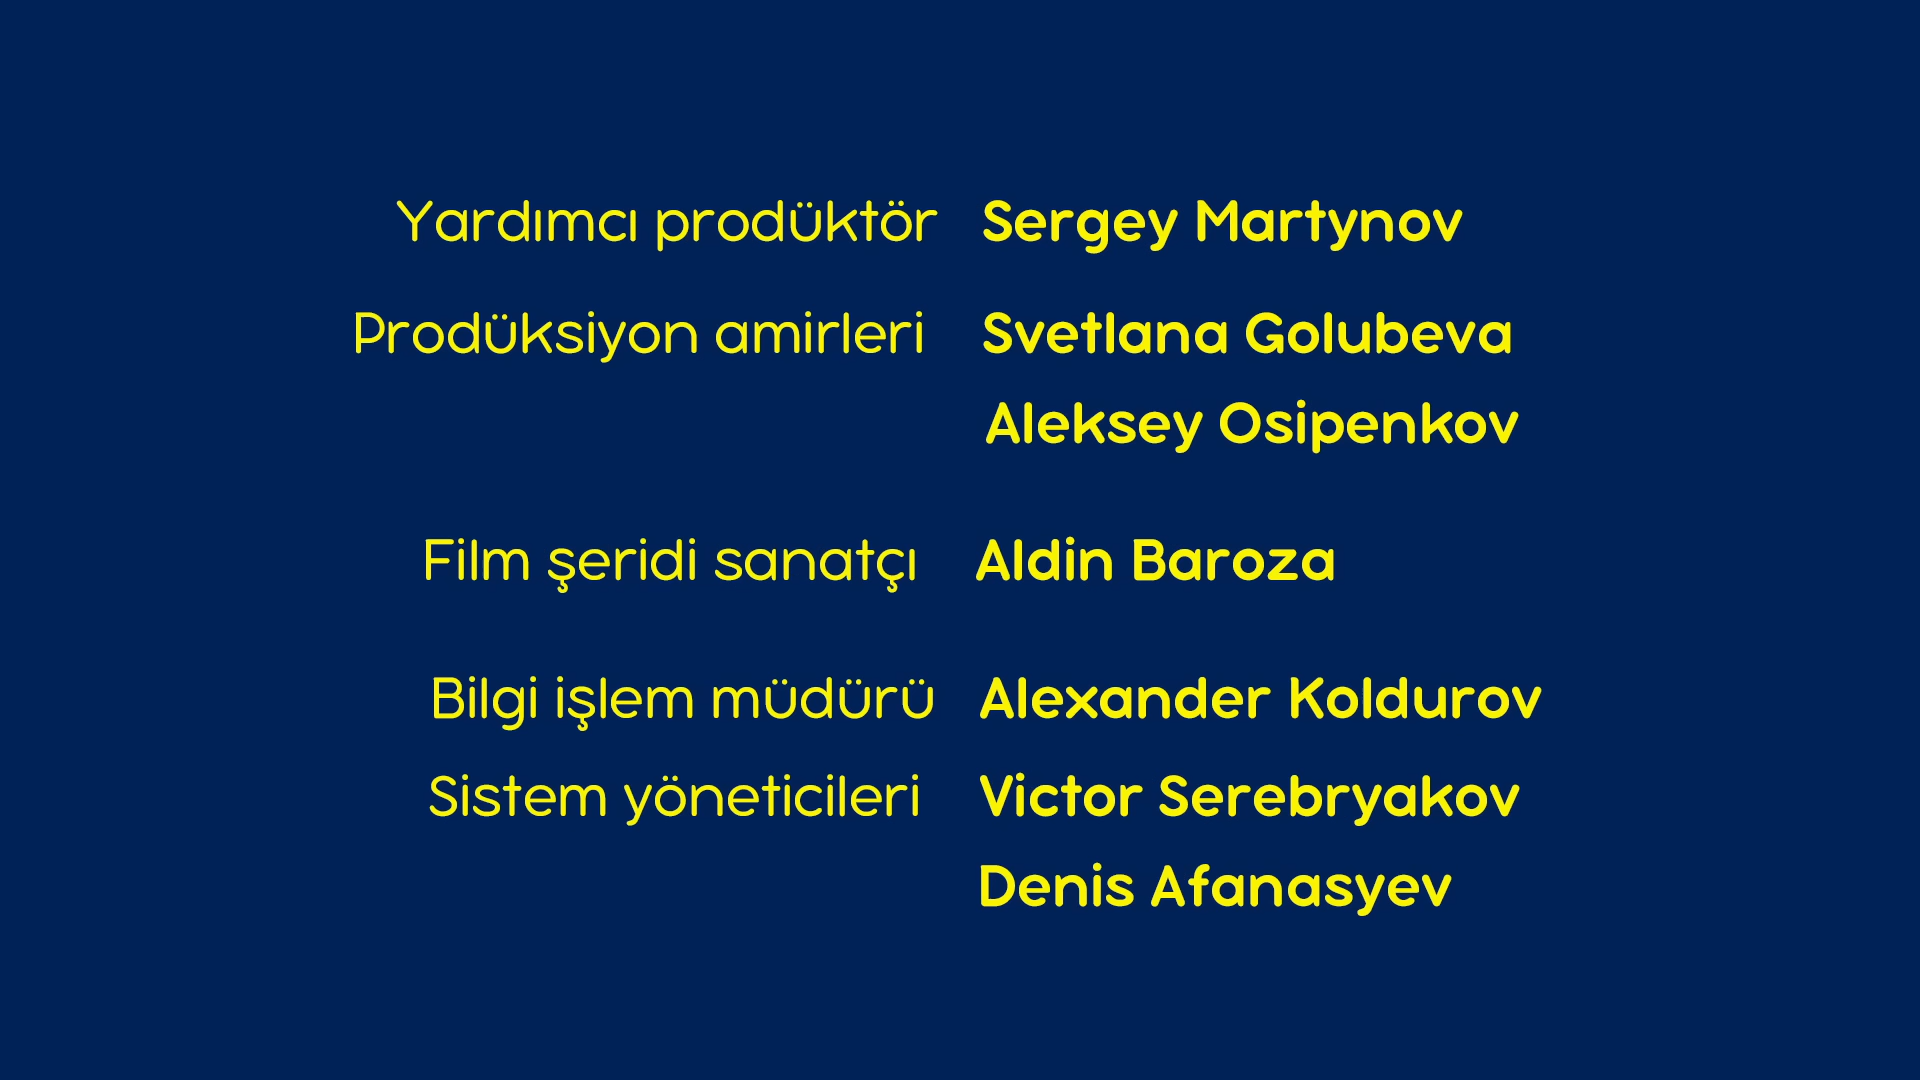 Yardımcı prodüktör Sergey Martynov
Prodüksiyon amirleri Svetlana Golubeva
Aleksey Osipenkov
Film şeridi sanatçı Aldin Baroza
Bilgi işlem müdürü Alexander Koldurov
Sistem yöneticileri Victor Serebryakov
Denis Afanasyev